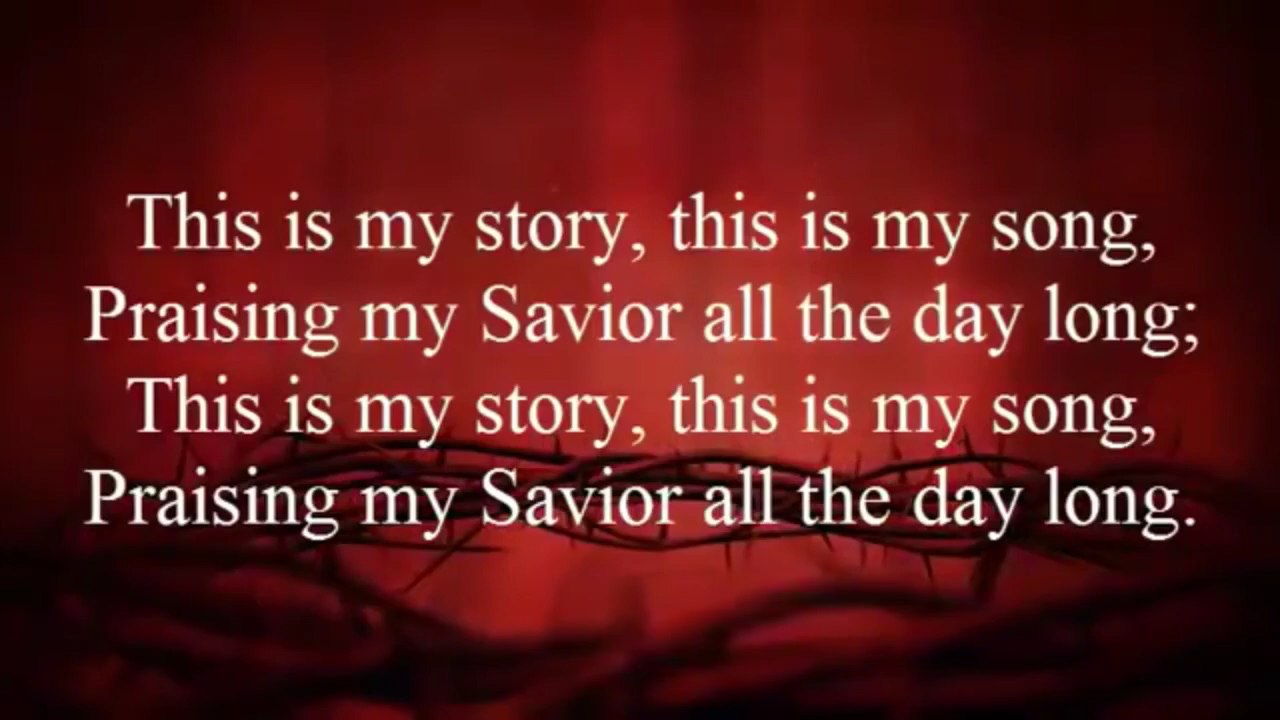 This is my story, this is my song,
Praising my Savior all the day long;
This is my story, this is my song,
Praising my Savior all the day long.